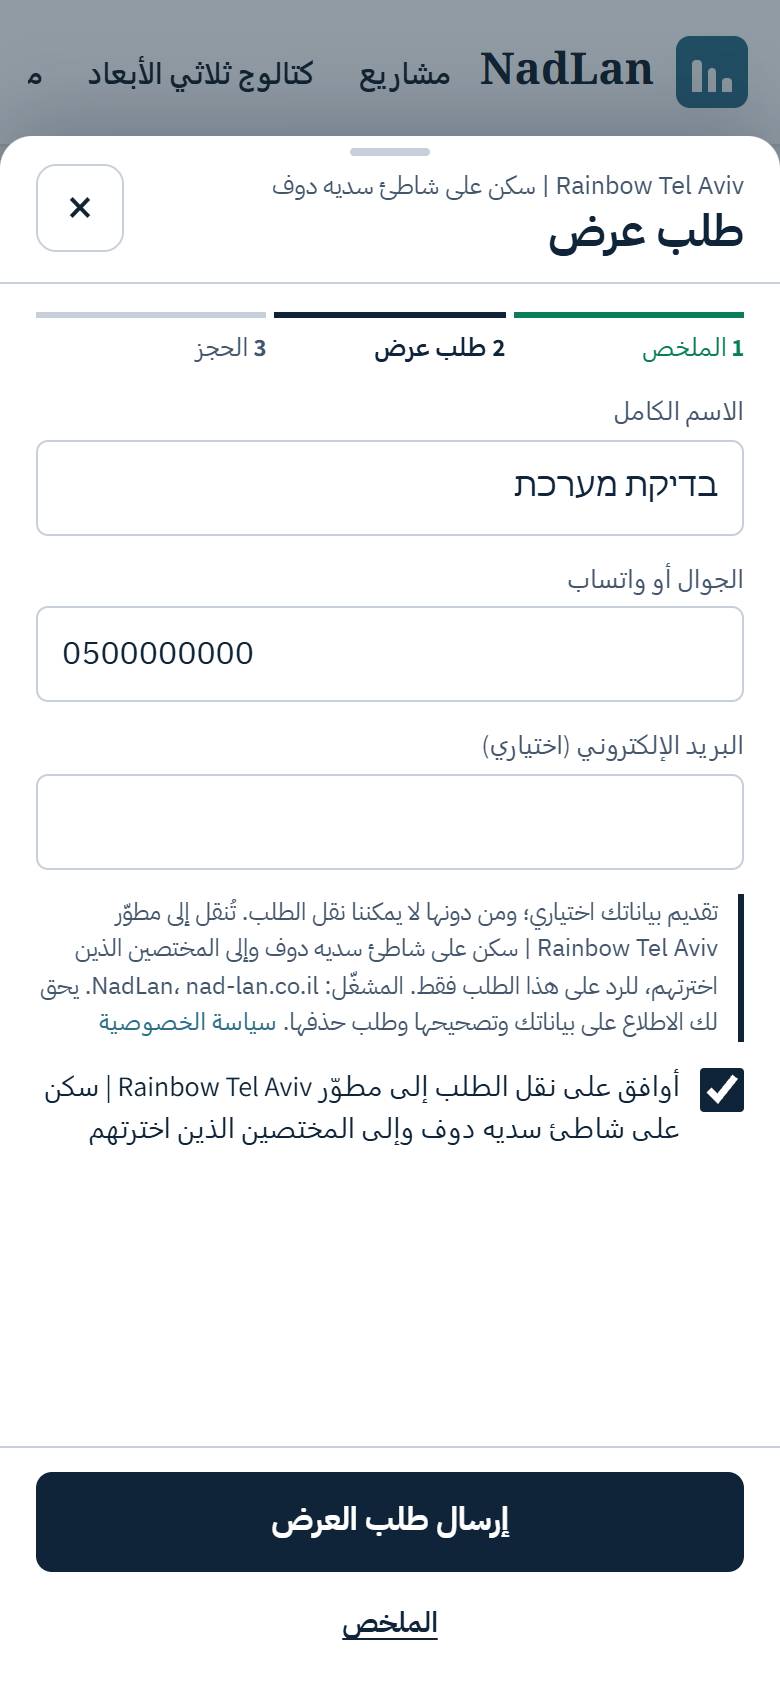 NadLan مشاريع كتالوج ثلاثي الأبعاد م
Rainbow Tel Aviv | سكن على شاطئ سديه دوف
طلب عرض
1 الملخص
2 طلب عرض
3 الحجز
الاسم الكامل
בדיקת מערכת
الجوال أو واتساب
0500000000
البريد الإلكتروني (اختياري)
تقديم بياناتك اختياري؛ ومن دونها لا يمكننا نقل الطلب. تُنقل إلى مطوّر
Rainbow Tel Aviv | سكن على شاطئ سديه دوف وإلى المختصين الذين
اخترتهم، للرد على هذا الطلب فقط. المشغّل: NadLan، nad-lan.co.il. يحق
لك الاطلاع على بياناتك وتصحيحها وطلب حذفها. سياسة الخصوصية
أوافق على نقل الطلب إلى مطوّر Rainbow Tel Aviv | سكن
على شاطئ سديه دوف وإلى المختصين الذين اخترتهم
إرسال طلب العرض
الملخص